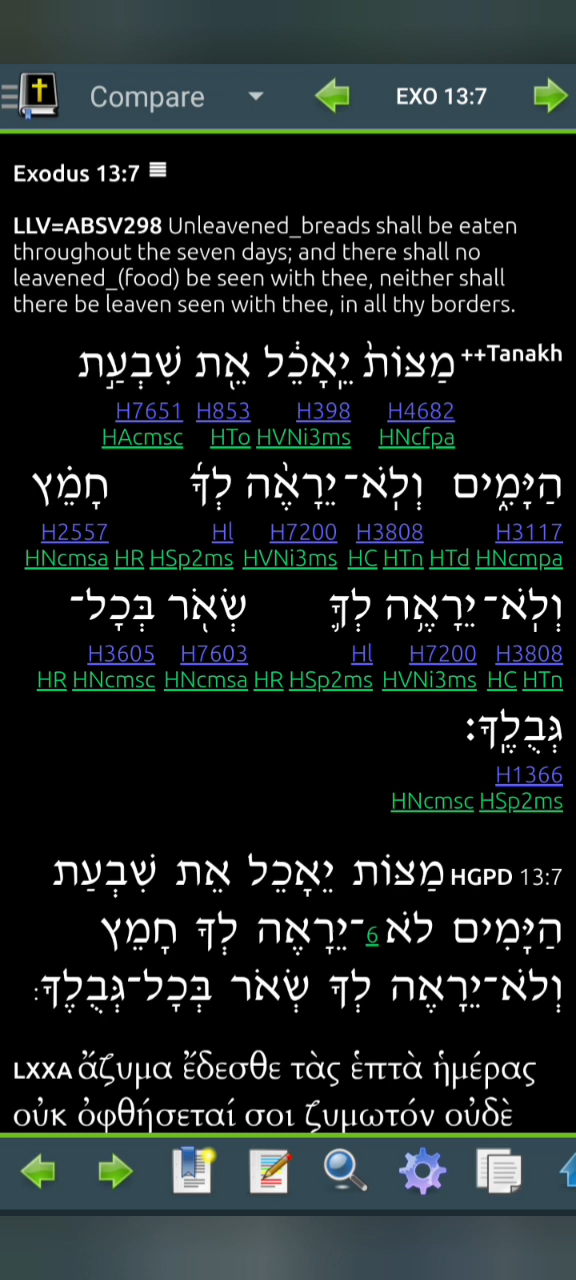 Compare
EXO 13:7
Exodus 13:7
LLV=ABSV298 Unleavened_breads shall be eaten
throughout the seven days; and there shall no
leavened_(food) be seen with thee, neither shall
there be leaven seen with thee, in all thy borders.
++Tanakh מַצּוֹת֙ יֵֽאָכֵ֔ל אֵ֖ת שִׁבְעַ֣ת
H7651 H853 H398 H4682
HAcmsc HTo HVNi3ms HNcfpa
הַיָּמִ֑ים וְלֹֽא־יֵרָאֶ֨ה לְךָ֜ חָמֵ֗ץ
H2557 Hl H7200 H3808 H3117
HNcmsa HR HSp2ms HVNi3ms HC HTn HTd HNcmpa
וְלֹֽא־יֵרָאֶ֥ה לְךָ֛ שְׂאֹ֖ר בְּכָל־
H3605 H7603 Hl H7200 H3808
HR HNcmsc HNcmsa HR HSp2ms HVNi3ms HC HTn
גְּבֻלֶֽךָ׃
H1366
HNcmsc HSp2ms
HGPD 13:7 מַצּוֹת יֵאָכֵל אֵת שִׁבְעַת
הַיָּמִים לֹא6־יֵרָאֶה לְךָ חָמֵץ
וְלֹא־יֵרָאֶה לְךָ שְׂאֹר בְּכָל־גְּבֻלֶךָ׃
LXXA ἄζυμα ἔδεσθε τὰς ἑπτὰ ἡμέρας
οὐκ ὀφθήσεταί σοι ζυμωτόν οὐδὲ